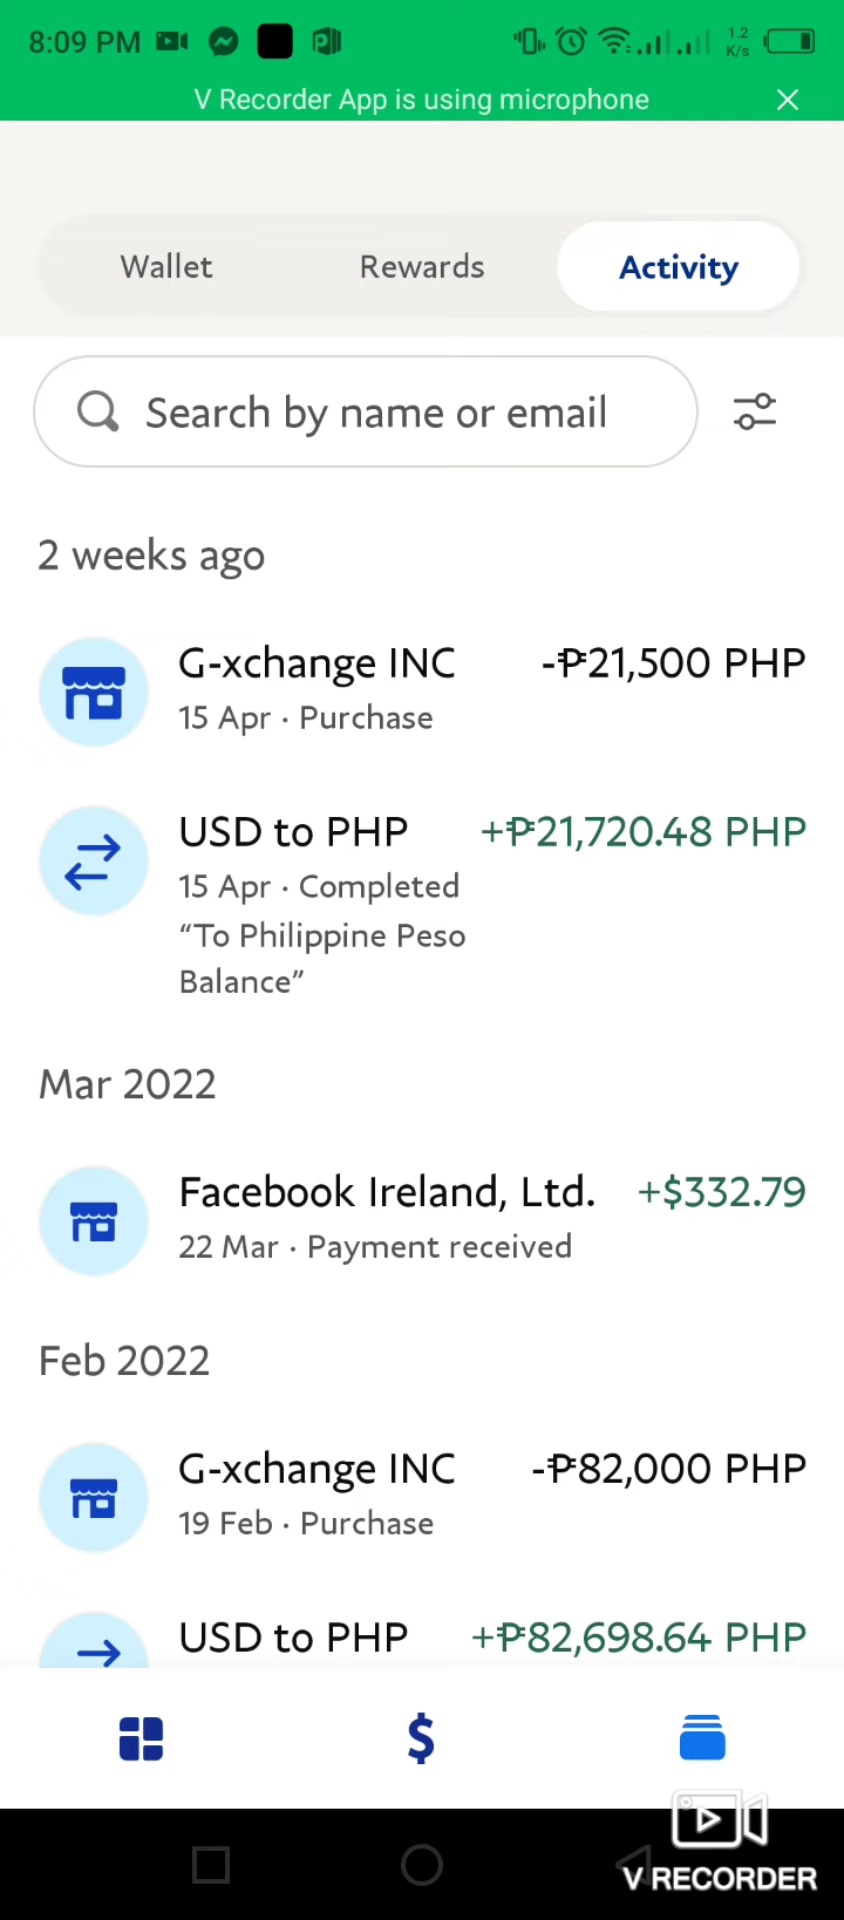 8:09 PM
1.2
K/s
V Recorder App is using microphone
Wallet Rewards Activity
Search by name or email
2 weeks ago
G-xchange INC -₱21,500 PHP
15 Apr · Purchase
USD to PHP +₱21,720.48 PHP
15 Apr · Completed
“To Philippine Peso
Balance”
Mar 2022
Facebook Ireland, Ltd. +$332.79
22 Mar · Payment received
Feb 2022
G-xchange INC -₱82,000 PHP
19 Feb · Purchase
USD to PHP +₱82,698.64 PHP
$
V RECORDER